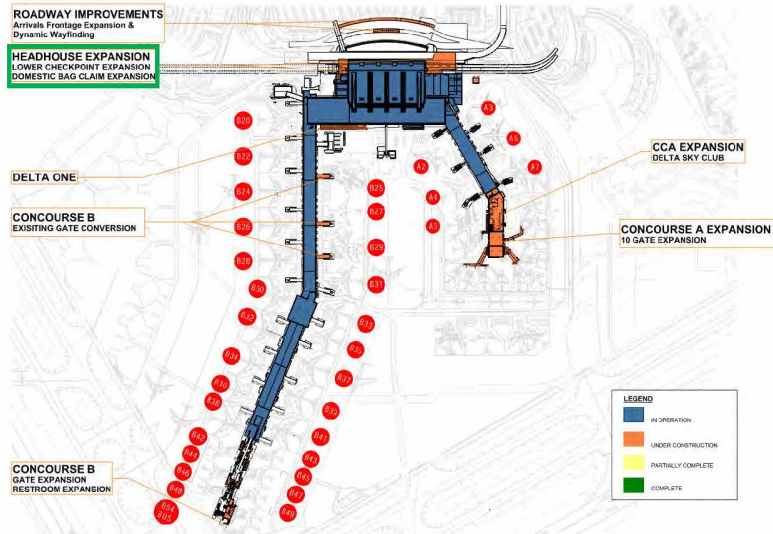 ROADWAY IMPROVEMENTS
Arrivals Frontage Expansion &
Dynamic Wayfinding
HEADHOUSE EXPANSION
LOWER CHECKPOINT EXPANSION
DOMESTIC BAG CLAIM EXPANSION
DELTA ONE
CONCOURSE B
EXISITING GATE CONVERSION
CONCOURSE B
GATE EXPANSION
RESTROOM EXPANSION
CCA EXPANSION
DELTA SKY CLUB
CONCOURSE A EXPANSION
10 GATE EXPANSION
B20
B22
B24
B26
B28
B30
B32
B34
B36
B38
B42
B44
B46
B48
B54
BUS
B25
B27
B29
B31
B33
B35
B37
B39
B41
B43
B45
B47
B49
A3
A5
A7
A2
A4
LEGEND
IN OPERATION
UNDER CONSTRUCTION
PARTIALLY COMPLETE
COMPLETE